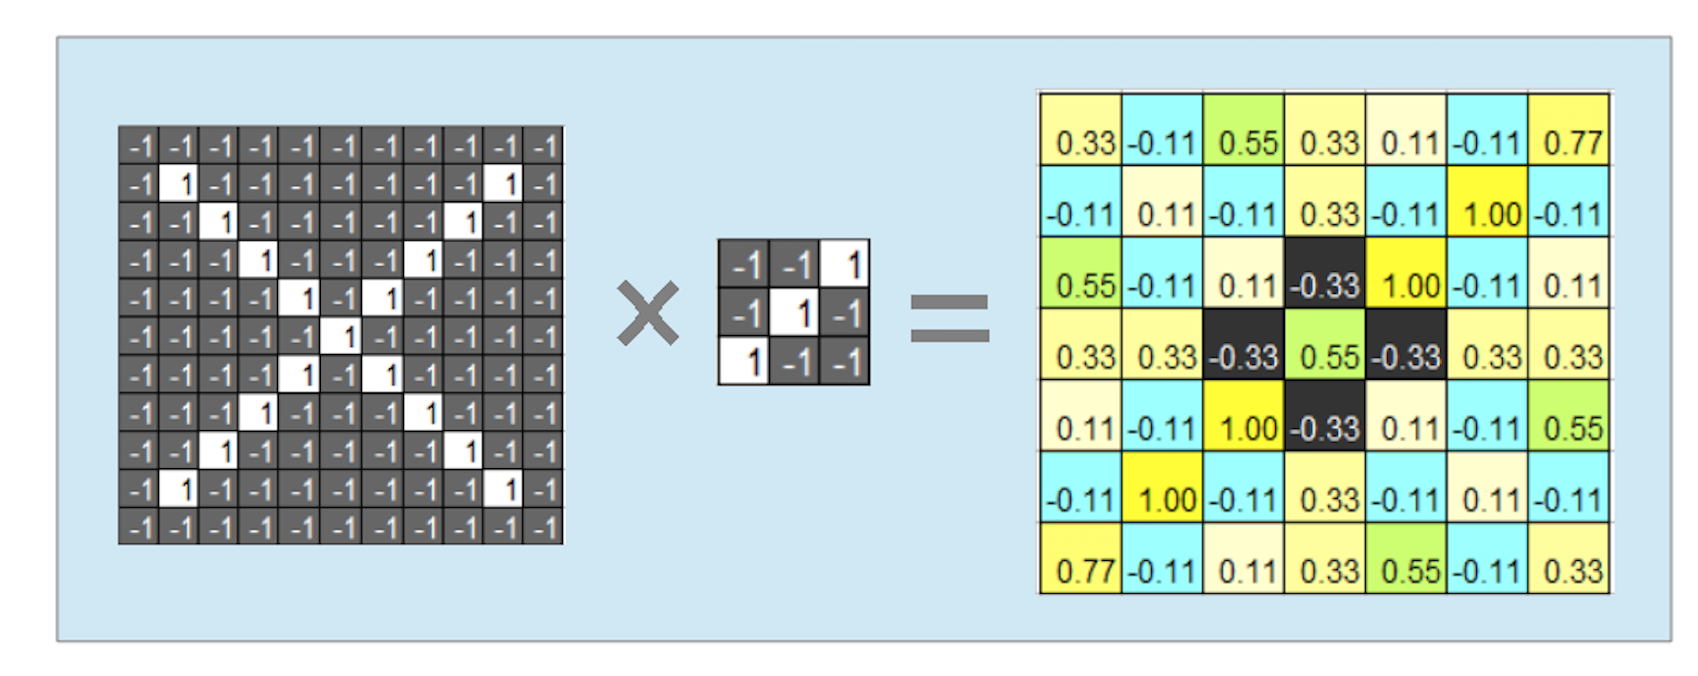 -1 -1 -1 -1 -1 -1 -1 -1 -1 -1 -1
-1 1 -1 -1 -1 -1 -1 -1 -1 1 -1
-1 -1 1 -1 -1 -1 -1 -1 1 -1 -1
-1 -1 -1 1 -1 -1 -1 1 -1 -1 -1
-1 -1 -1 -1 1 -1 1 -1 -1 -1 -1
-1 -1 -1 -1 -1 1 -1 -1 -1 -1 -1
-1 -1 -1 -1 1 -1 1 -1 -1 -1 -1
-1 -1 -1 1 -1 -1 -1 1 -1 -1 -1
-1 -1 1 -1 -1 -1 -1 -1 1 -1 -1
-1 1 -1 -1 -1 -1 -1 -1 -1 1 -1
-1 -1 -1 -1 -1 -1 -1 -1 -1 -1 -1
×
-1 -1 1
-1 1 -1
1 -1 -1
=
0.33 -0.11 0.55 0.33 0.11 -0.11 0.77
-0.11 0.11 -0.11 0.33 -0.11 1.00 -0.11
0.55 -0.11 0.11 -0.33 1.00 -0.11 0.11
0.33 0.33 -0.33 0.55 -0.33 0.33 0.33
0.11 -0.11 1.00 -0.33 0.11 -0.11 0.55
-0.11 1.00 -0.11 0.33 -0.11 0.11 -0.11
0.77 -0.11 0.11 0.33 0.55 -0.11 0.33